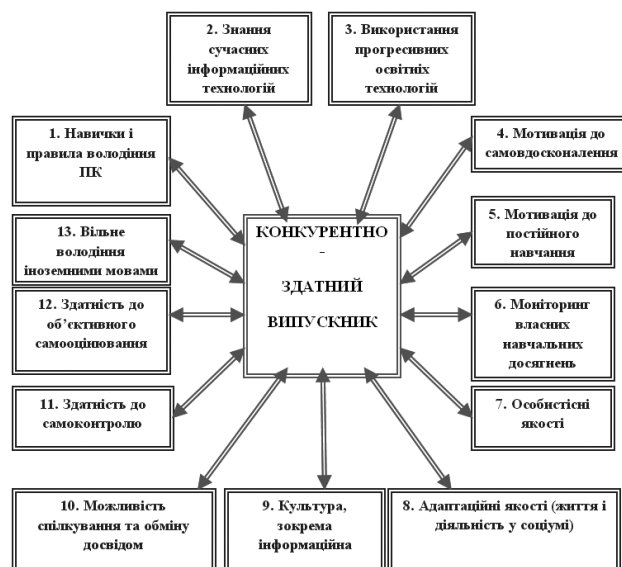 2. Знання
сучасних
інформаційних
технологій
3. Використання
прогресивних
освітніх
технологій
1. Навички і
правила володіння
ПК
4. Мотивація до
самовдосконалення
13. Вільне
володіння
іноземними мовами
КОНКУРЕНТНО
-
ЗДАТНИЙ
ВИПУСКНИК
5. Мотивація до
постійного
навчання
12. Здатність до
об’єктивного
самооцінювання
6. Моніторинг
власних
навчальних
досягнень
11. Здатність до
самоконтролю
7. Особистісні
якості
10. Можливість
спілкування та обміну
досвідом
9. Культура,
зокрема
інформаційна
8. Адаптаційні якості (життя і
діяльність у соціумі)